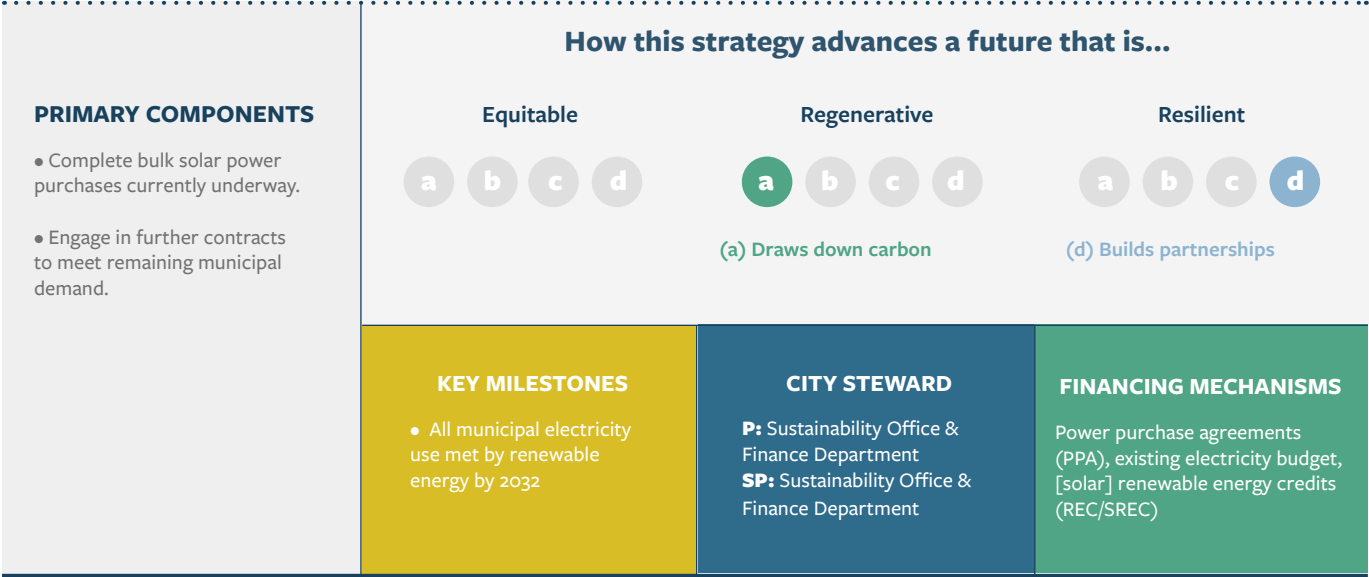 How this strategy advances a future that is...
PRIMARY COMPONENTS
• Complete bulk solar power
purchases currently underway.
• Engage in further contracts
to meet remaining municipal
demand.
Equitable
a b c d
Regenerative
a b c d
(a) Draws down carbon
Resilient
a b c d
(d) Builds partnerships
KEY MILESTONES
• All municipal electricity
use met by renewable
energy by 2032
CITY STEWARD
P: Sustainability Office &
Finance Department
SP: Sustainability Office &
Finance Department
FINANCING MECHANISMS
Power purchase agreements
(PPA), existing electricity budget,
[solar] renewable energy credits
(REC/SREC)